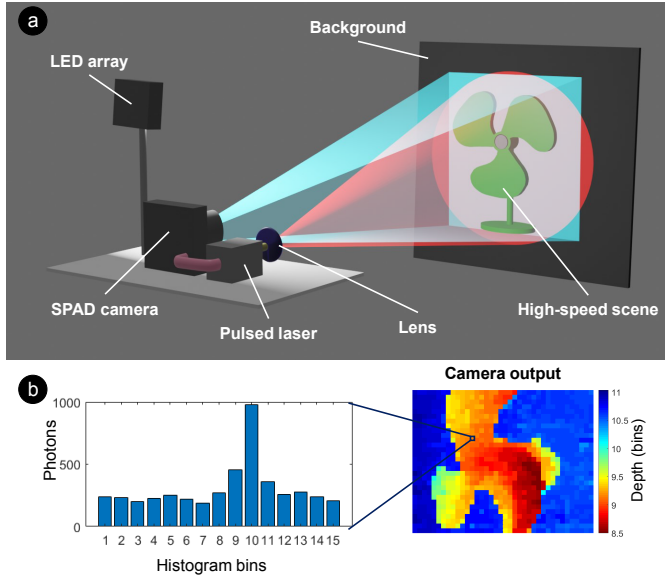 a
Background
LED array
SPAD camera
Pulsed laser
Lens
High-speed scene
b
Camera output
1000
500
0
Photons
1 2 3 4 5 6 7 8 9 10 11 12 13 14 15
Histogram bins
11
10.5
10
9.5
9
8.5
Depth (bins)